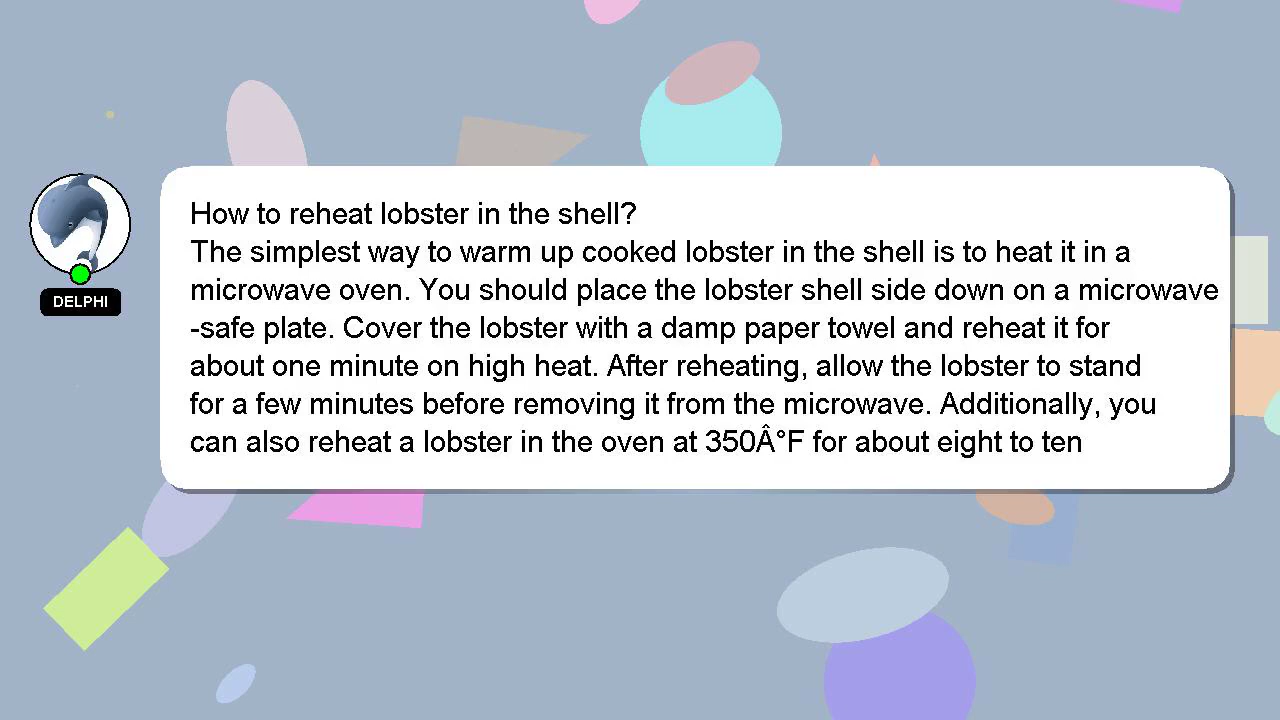 How to reheat lobster in the shell?
The simplest way to warm up cooked lobster in the shell is to heat it in a
microwave oven. You should place the lobster shell side down on a microwave
-safe plate. Cover the lobster with a damp paper towel and reheat it for
about one minute on high heat. After reheating, allow the lobster to stand
for a few minutes before removing it from the microwave. Additionally, you
can also reheat a lobster in the oven at 350Â°F for about eight to ten
DELPHI